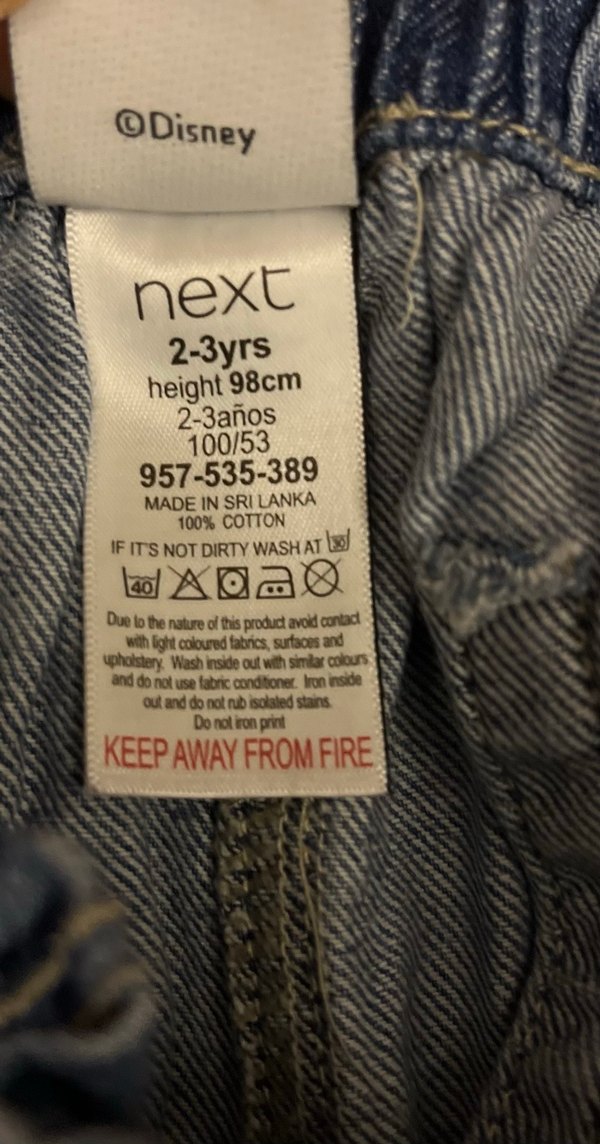 ©Disney
next
2-3yrs
height 98cm
2-3años
100/53
957-535-389
MADE IN SRI LANKA
100% COTTON
IF IT'S NOT DIRTY WASH AT 30
40
Due to the nature of this product avoid contact
with light coloured fabrics, surfaces and
upholstery. Wash inside out with similar colours
and do not use fabric conditioner. Iron inside
out and do not rub isolated stains.
Do not iron print
KEEP AWAY FROM FIRE